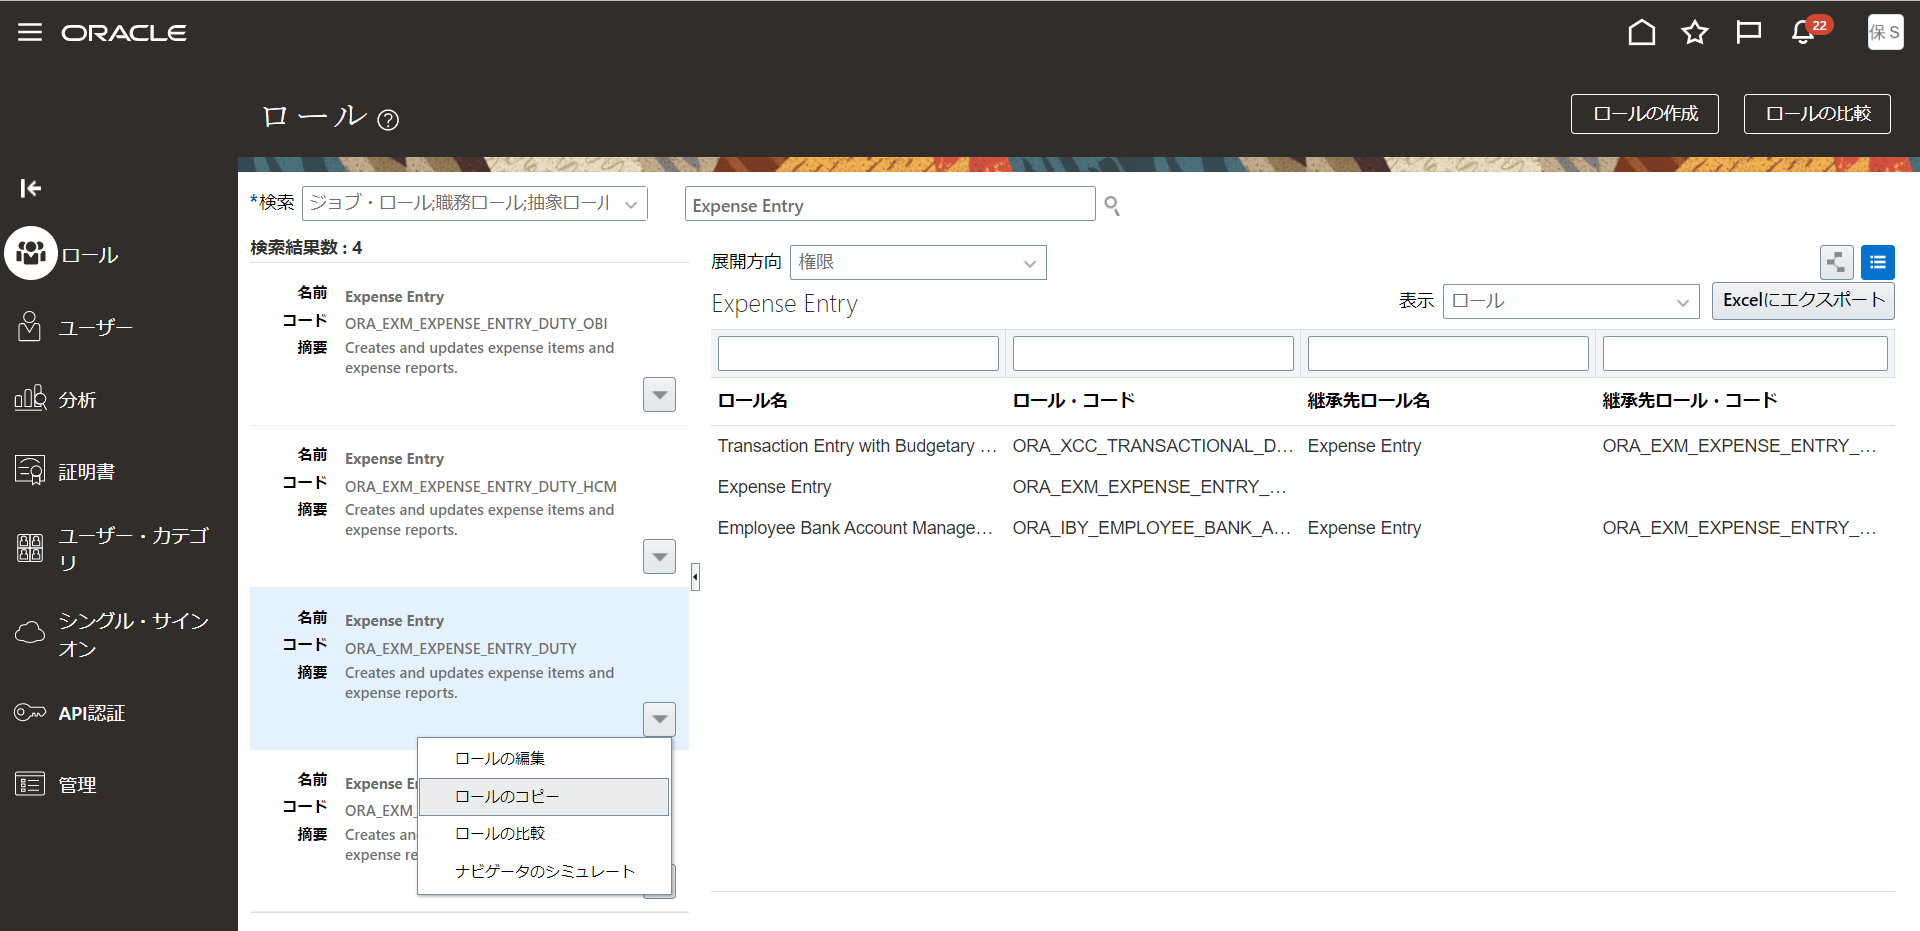 ORACLE
22
保 S
ロール ?
ロールの作成
ロールの比較
*検索
ジョブ・ロール;職務ロール;抽象ロール
Expense Entry
ロール
ユーザー
分析
証明書
ユーザー・カテゴ
リ
シングル・サイン
オン
API認証
管理
検索結果数 : 4
名前 Expense Entry
コード ORA_EXM_EXPENSE_ENTRY_DUTY_OBI
摘要 Creates and updates expense items and
expense reports.
名前 Expense Entry
コード ORA_EXM_EXPENSE_ENTRY_DUTY_HCM
摘要 Creates and updates expense items and
expense reports.
名前 Expense Entry
コード ORA_EXM_EXPENSE_ENTRY_DUTY
摘要 Creates and updates expense items and
expense reports.
名前 Expense
コード ORA_EXM_
摘要 Creates
expense
ロールの編集
ロールのコピー
ロールの比較
ナビゲータのシミュレート
展開方向 権限
Expense Entry
表示 ロール
Excelにエクスポート
ロール名 ロール・コード 継承先ロール名 継承先ロール・コード
Transaction Entry with Budgetary ... ORA_XCC_TRANSACTIONAL_D... Expense Entry ORA_EXM_EXPENSE_ENTRY_...
Expense Entry ORA_EXM_EXPENSE_ENTRY_...
Employee Bank Account Manage... ORA_IBY_EMPLOYEE_BANK_A... Expense Entry ORA_EXM_EXPENSE_ENTRY_...